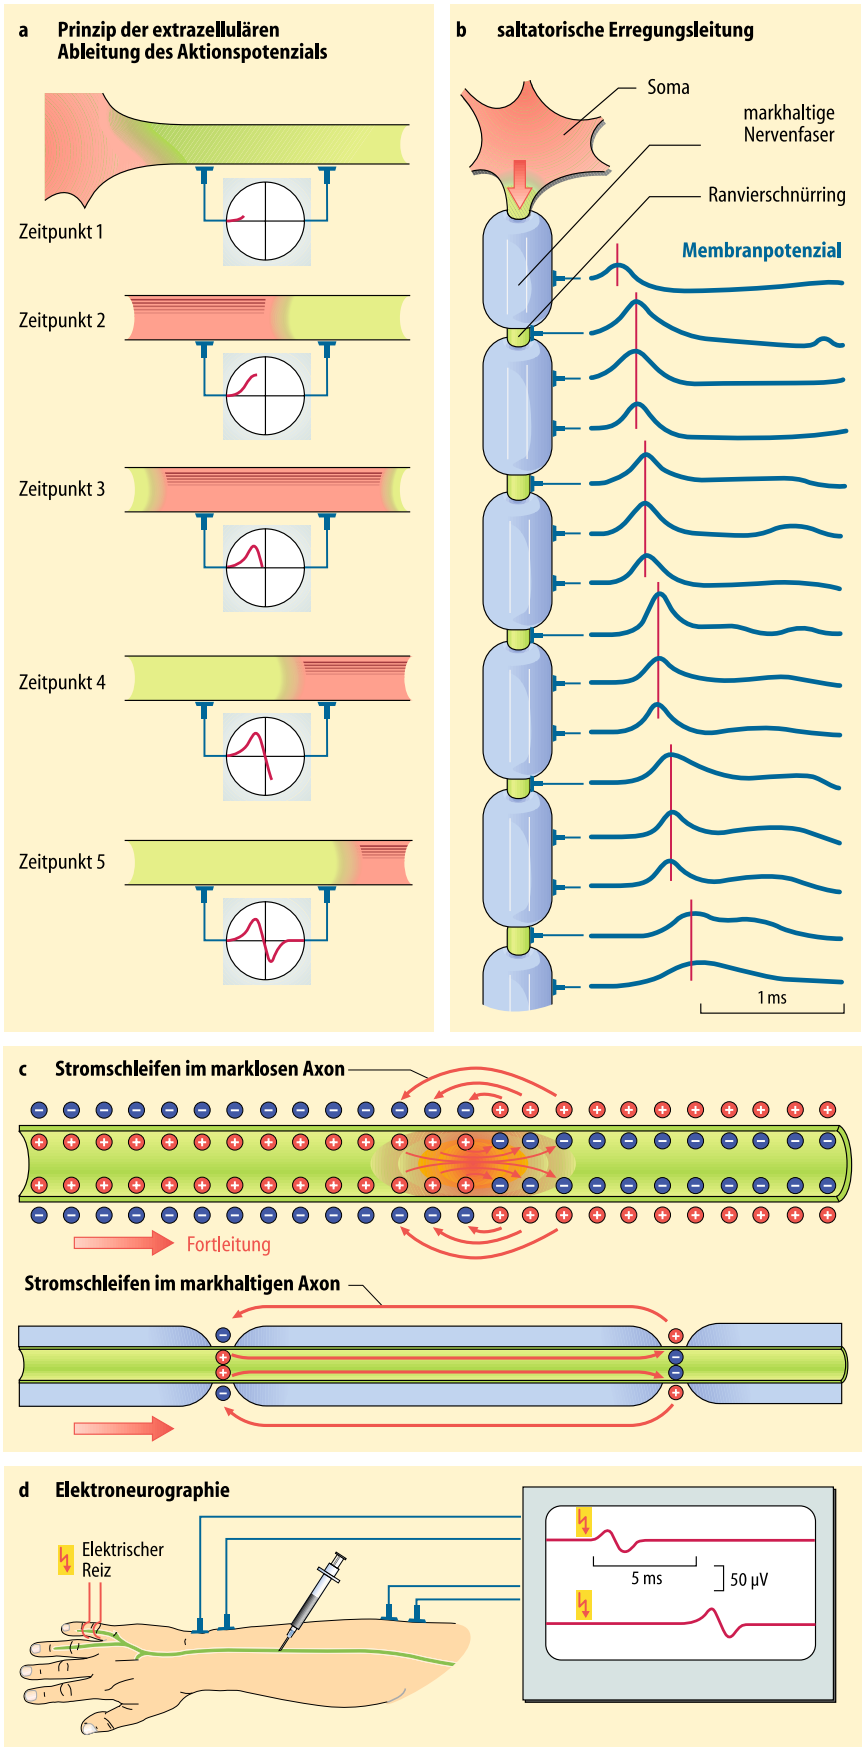 a Prinzip der extrazellulären
Ableitung des Aktionspotenzials
Zeitpunkt 1
Zeitpunkt 2
Zeitpunkt 3
Zeitpunkt 4
Zeitpunkt 5
b saltatorische Erregungsleitung
Soma
markhaltige
Nervenfaser
Ranvierschnürring
Membranpotenzial
1 ms
c Stromschleifen im marklosen Axon
Fortleitung
Stromschleifen im markhaltigen Axon
d Elektroneurographie
Elektrischer
Reiz
5 ms
50 µV